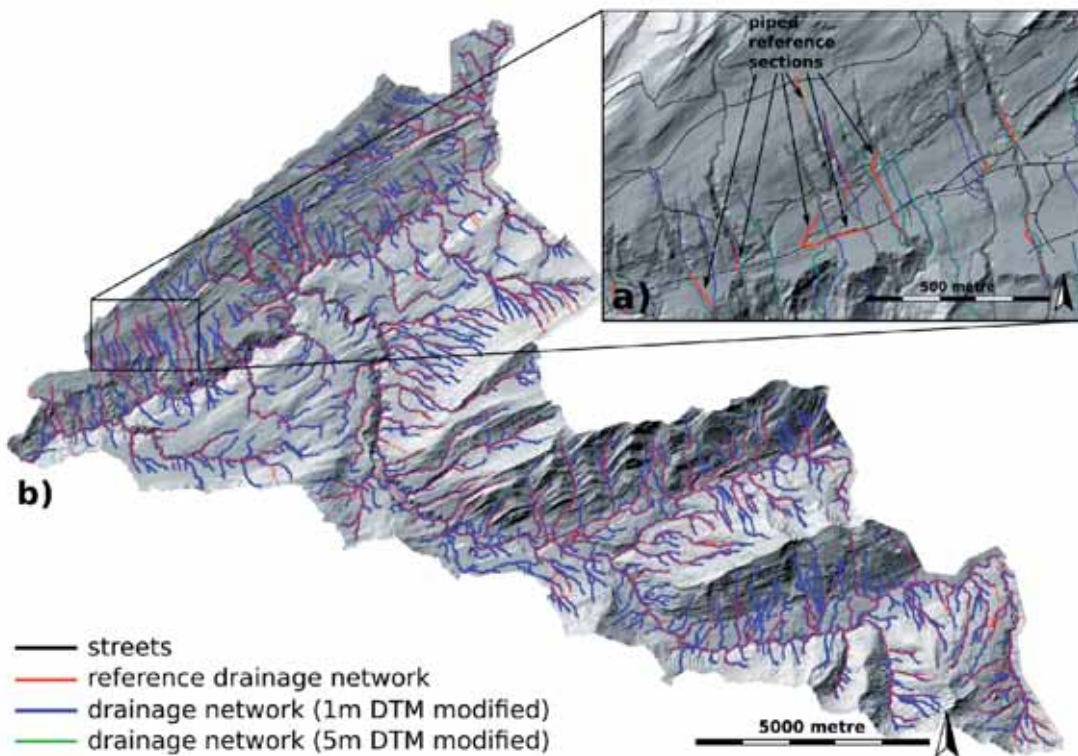 piped
reference
sections
a)
500 metre
b)
streets
reference drainage network
drainage network (1m DTM modified)
drainage network (5m DTM modified)
5000 metre